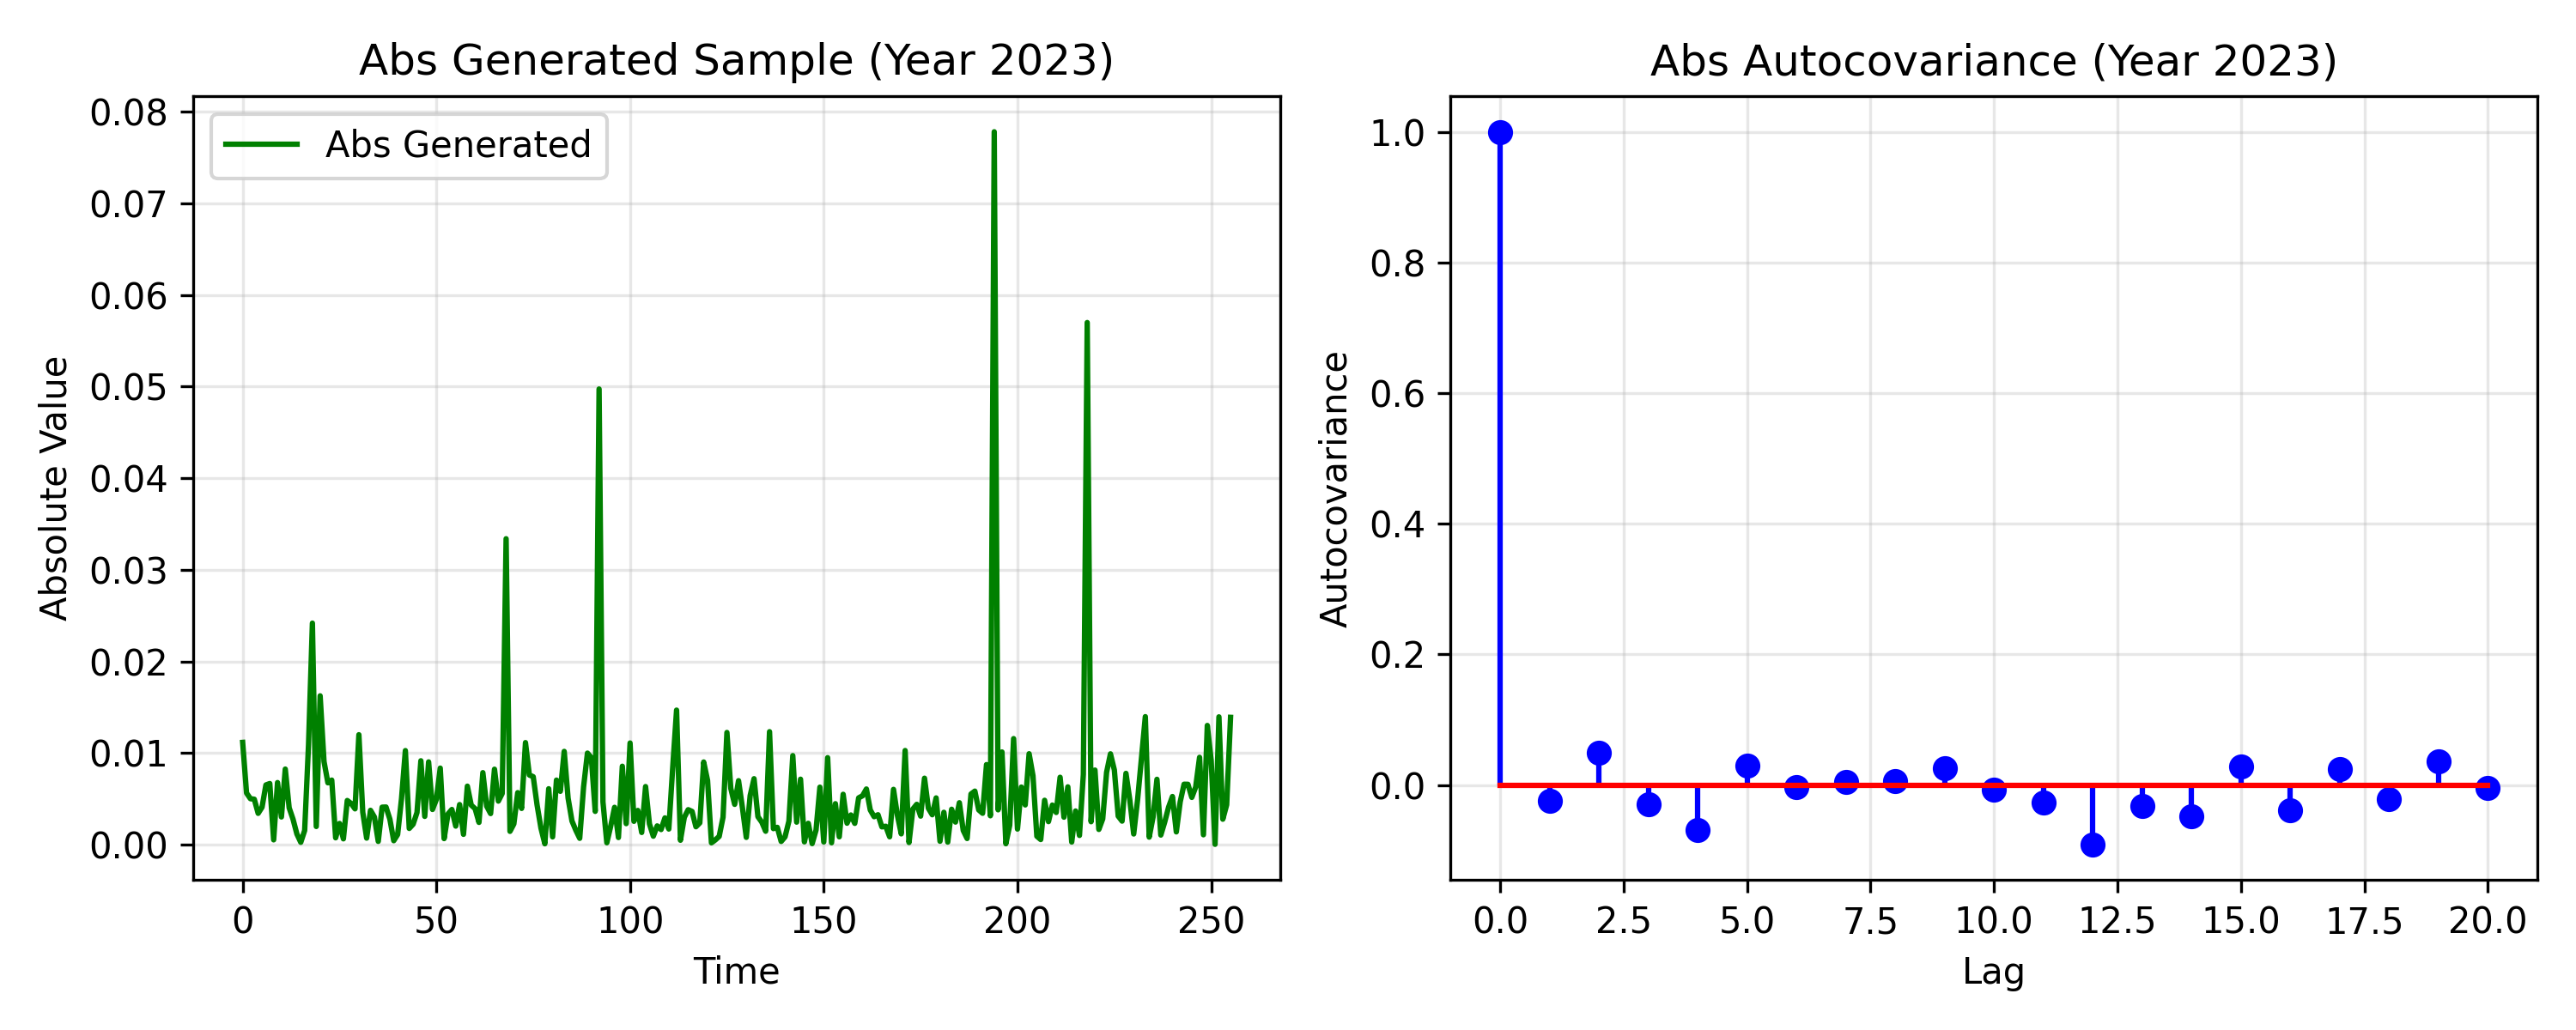 Abs Generated Sample (Year 2023)
Abs Generated
Absolute Value
0.08
0.07
0.06
0.05
0.04
0.03
0.02
0.01
0.00
0 50 100 150 200 250
Time
Abs Autocovariance (Year 2023)
Autocovariance
1.0
0.8
0.6
0.4
0.2
0.0
0.0 2.5 5.0 7.5 10.0 12.5 15.0 17.5 20.0
Lag